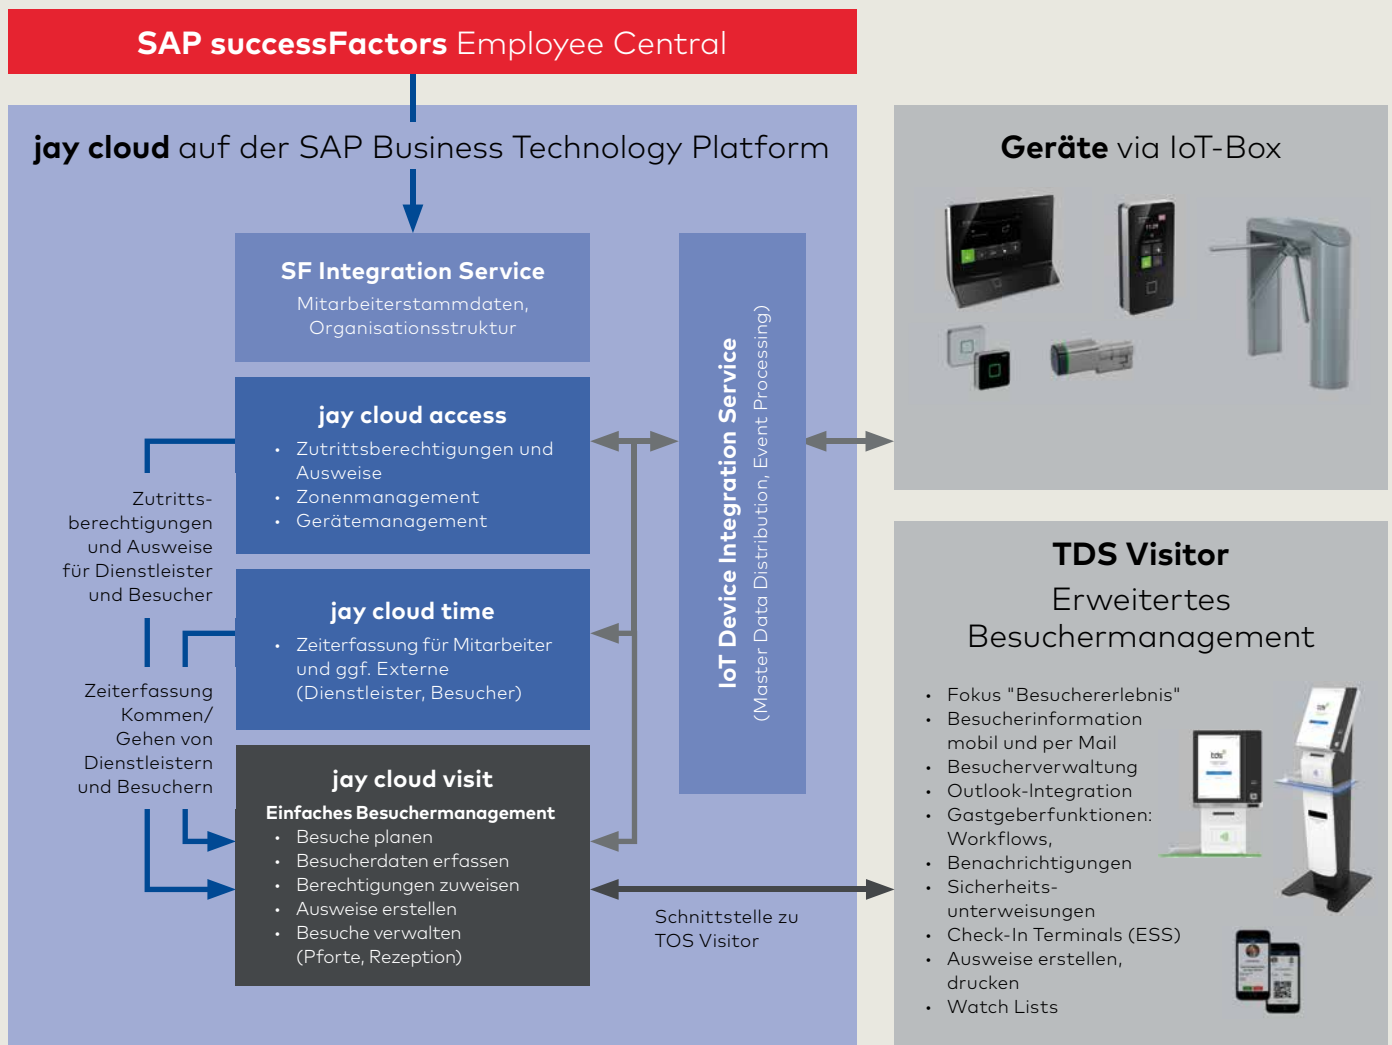 SAP successFactors Employee Central
jay cloud auf der SAP Business Technology Platform
SF Integration Service
Mitarbeiterstammdaten,
Organisationsstruktur
jay cloud access
• Zutrittsberechtigungen und
Ausweise
• Zonenmanagement
• Gerätemanagement
Zutritts-
berechtigungen
und Ausweise
für Dienstleister
und Besucher
jay cloud time
• Zeiterfassung für Mitarbeiter
und ggf. Externe
(Dienstleister, Besucher)
Zeiterfassung
Kommen/
Gehen von
Dienstleistern
und Besuchern
jay cloud visit
Einfaches Besuchermanagement
• Besuche planen
• Besucherdaten erfassen
• Berechtigungen zuweisen
• Ausweise erstellen
• Besuche verwalten
(Pforte, Rezeption)
IoT Device Integration Service
(Master Data Distribution, Event Processing)
Schnittstelle zu
TOS Visitor
Geräte via IoT-Box
11:28
TDS Visitor
Erweitertes
Besuchermanagement
• Fokus "Besuchererlebnis"
• Besucherinformation
mobil und per Mail
• Besucherverwaltung
• Outlook-Integration
• Gastgeberfunktionen:
Workflows,
• Benachrichtigungen
• Sicherheits-
unterweisungen
• Check-In Terminals (ESS)
• Ausweise erstellen,
drucken
• Watch Lists
tds
tds